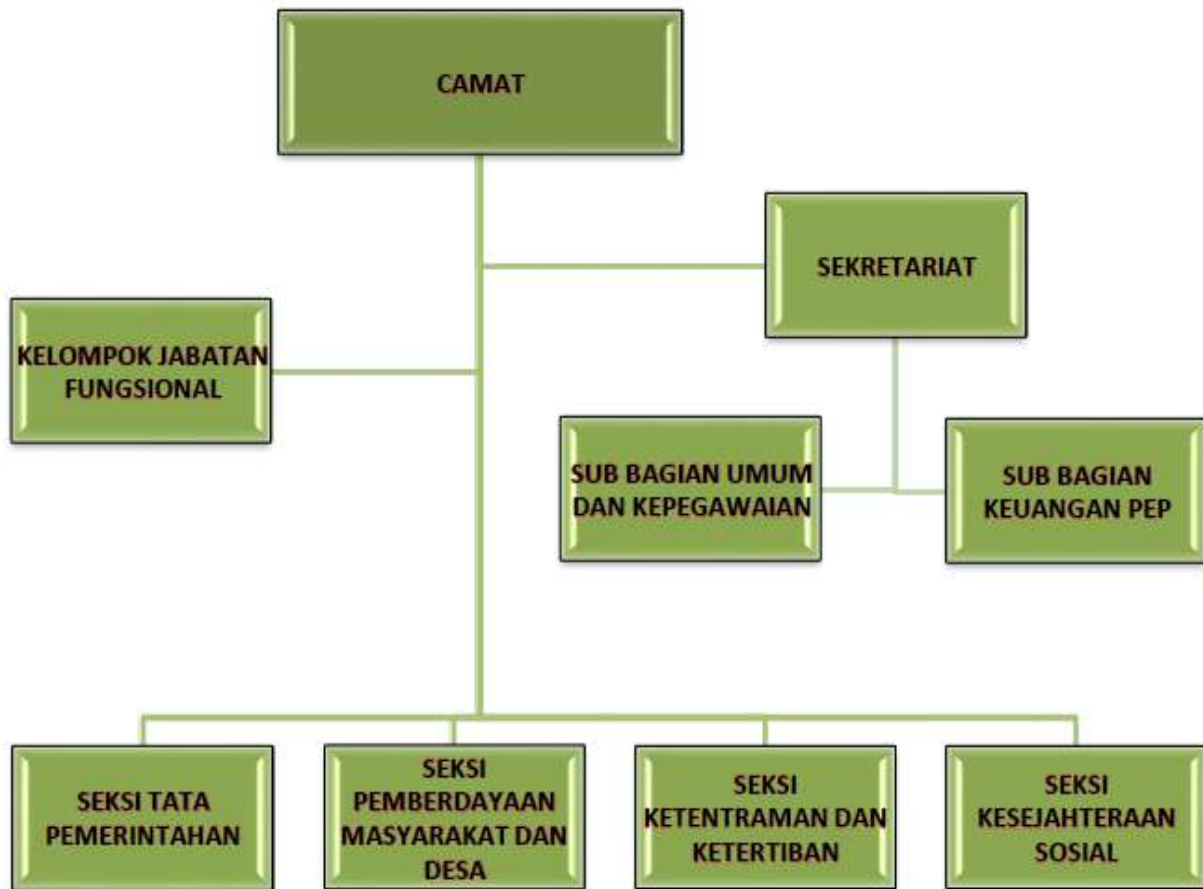 CAMAT
SEKRETARIAT
KELOMPOK JABATAN
FUNGSIONAL
SUB BAGIAN UMUM
DAN KEPEGAWAIAN
SUB BAGIAN
KEUANGAN PEP
SEKSI TATA
PEMERINTAHAN
SEKSI
PEMBERDAYAAN
MASYARAKAT DAN
DESA
SEKSI
KETENTRAMAN DAN
KETERTIBAN
SEKSI
KESEJAHTERAAN
SOSIAL